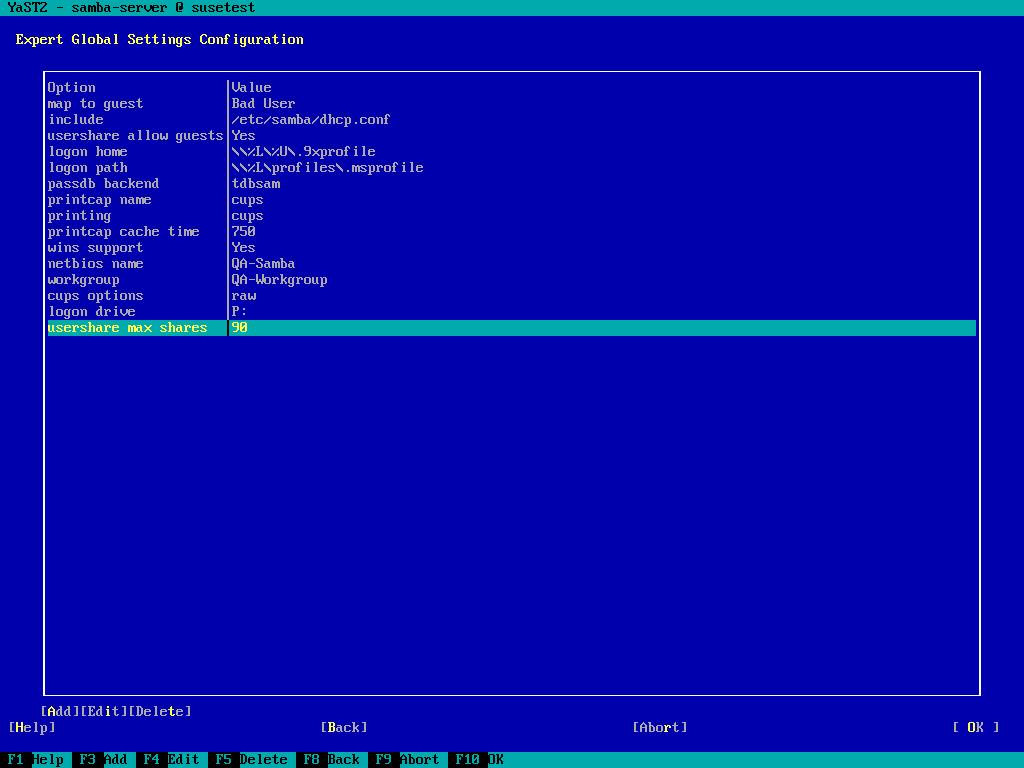 YaST2 - samba-server @ susetest
Expert Global Settings Configuration
Option Value
map to guest Bad User
include /etc/samba/dhcp.conf
usershare allow guests Yes
logon home \\%L\%U\.9xprofile
logon path \\%L\profiles\.msprofile
passdb backend tdbsam
printcap name cups
printing cups
printcap cache time 750
wins support Yes
netbios name QA-Samba
workgroup QA-Workgroup
cups options raw
logon drive P:
usershare max shares 90
[Add][Edit][Delete]
[Help] [Back] [Abort] [ OK ]
F1 Help F3 Add F4 Edit F5 Delete F8 Back F9 Abort F10 OK